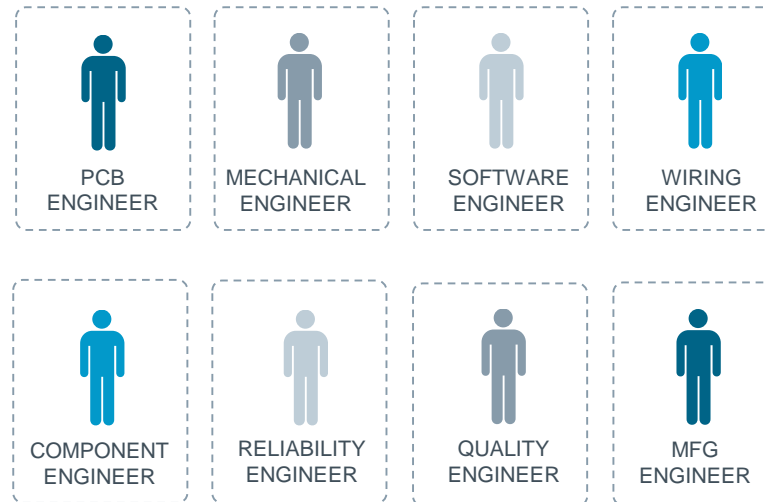 PCB
ENGINEER
MECHANICAL
ENGINEER
SOFTWARE
ENGINEER
WIRING
ENGINEER
COMPONENT
ENGINEER
RELIABILITY
ENGINEER
QUALITY
ENGINEER
MFG
ENGINEER